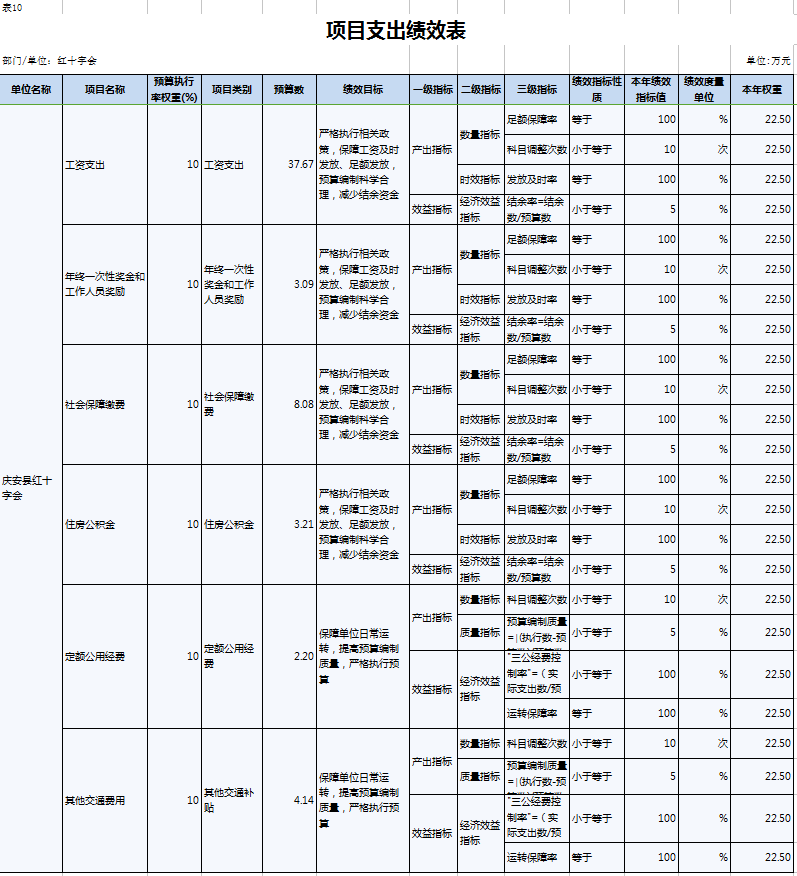 表10
项目支出绩效表
部门/单位：红十字会 单位:万元
单位名称 项目名称 预算执行率权重(%) 项目类别 预算数 绩效目标 一级指标 二级指标 三级指标 绩效指标性质 本年绩效指标值 绩效度量单位 本年权重
庆安县红十字会
工资支出 10 工资支出 37.67 严格执行相关政策，保障工资及时发放、足额发放，预算编制科学合理，减少结余资金
产出指标 数量指标 足额保障率 等于 100 % 22.50
科目调整次数 小于等于 10 次 22.50
时效指标 发放及时率 等于 100 % 22.50
效益指标 经济效益指标 结余率=结余数/预算数 小于等于 5 % 22.50
年终一次性奖金和工作人员奖励 10 年终一次性奖金和工作人员奖励 3.09 严格执行相关政策，保障工资及时发放、足额发放，预算编制科学合理，减少结余资金
产出指标 数量指标 足额保障率 等于 100 % 22.50
科目调整次数 小于等于 10 次 22.50
时效指标 发放及时率 等于 100 % 22.50
效益指标 经济效益指标 结余率=结余数/预算数 小于等于 5 % 22.50
社会保障缴费 10 社会保障缴费 8.08 严格执行相关政策，保障工资及时发放、足额发放，预算编制科学合理，减少结余资金
产出指标 数量指标 足额保障率 等于 100 % 22.50
科目调整次数 小于等于 10 次 22.50
时效指标 发放及时率 等于 100 % 22.50
效益指标 经济效益指标 结余率=结余数/预算数 小于等于 5 % 22.50
住房公积金 10 住房公积金 3.21 严格执行相关政策，保障工资及时发放、足额发放，预算编制科学合理，减少结余资金
产出指标 数量指标 足额保障率 等于 100 % 22.50
科目调整次数 小于等于 10 次 22.50
时效指标 发放及时率 等于 100 % 22.50
效益指标 经济效益指标 结余率=结余数/预算数 小于等于 5 % 22.50
定额公用经费 10 定额公用经费 2.20 保障单位日常运转，提高预算编制质量，严格执行预算
产出指标 数量指标 科目调整次数 小于等于 10 次 22.50
质量指标 预算编制质量=|(执行数-预 小于等于 5 % 22.50
效益指标 经济效益指标 "三公经费控制率"=（实际支出数/预 小于等于 100 % 22.50
运转保障率 等于 100 % 22.50
其他交通费用 10 其他交通补贴 4.14 保障单位日常运转，提高预算编制质量，严格执行预算
产出指标 数量指标 科目调整次数 小于等于 10 次 22.50
质量指标 预算编制质量=|(执行数-预 小于等于 5 % 22.50
效益指标 经济效益指标 "三公经费控制率"=（实际支出数/预 小于等于 100 % 22.50
运转保障率 等于 100 % 22.50